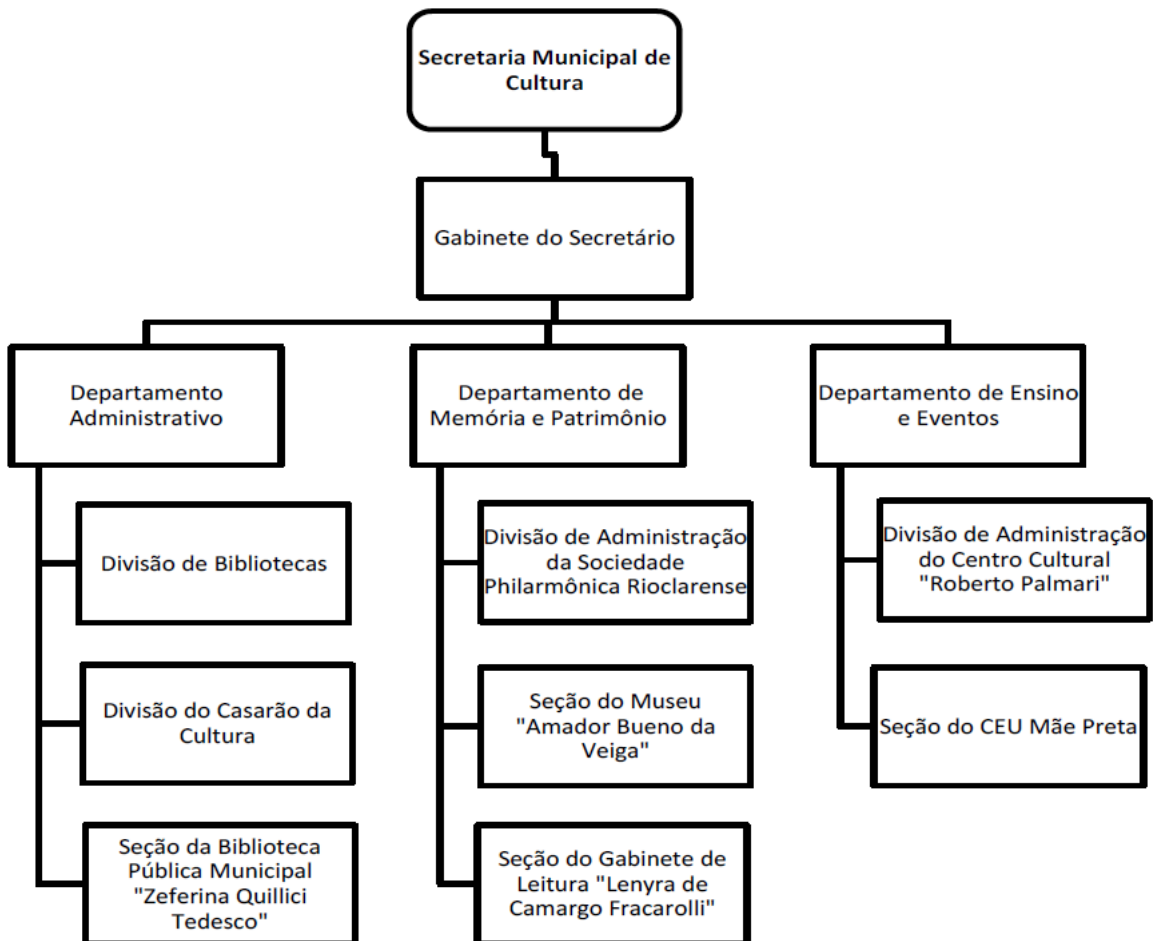 Secretaria Municipal de
Cultura
Gabinete do Secretário
Departamento
Administrativo
Departamento de
Memória e Patrimônio
Departamento de Ensino
e Eventos
Divisão de Bibliotecas
Divisão de Administração
da Sociedade
Philarmônica Rioclarense
Divisão de Administração
do Centro Cultural
"Roberto Palmari"
Divisão do Casarão da
Cultura
Seção do Museu
"Amador Bueno da
Veiga"
Seção do CEU Mãe Preta
Seção da Biblioteca
Pública Municipal
"Zeferina Quillici
Tedesco"
Seção do Gabinete de
Leitura "Lenyra de
Camargo Fracarolli"